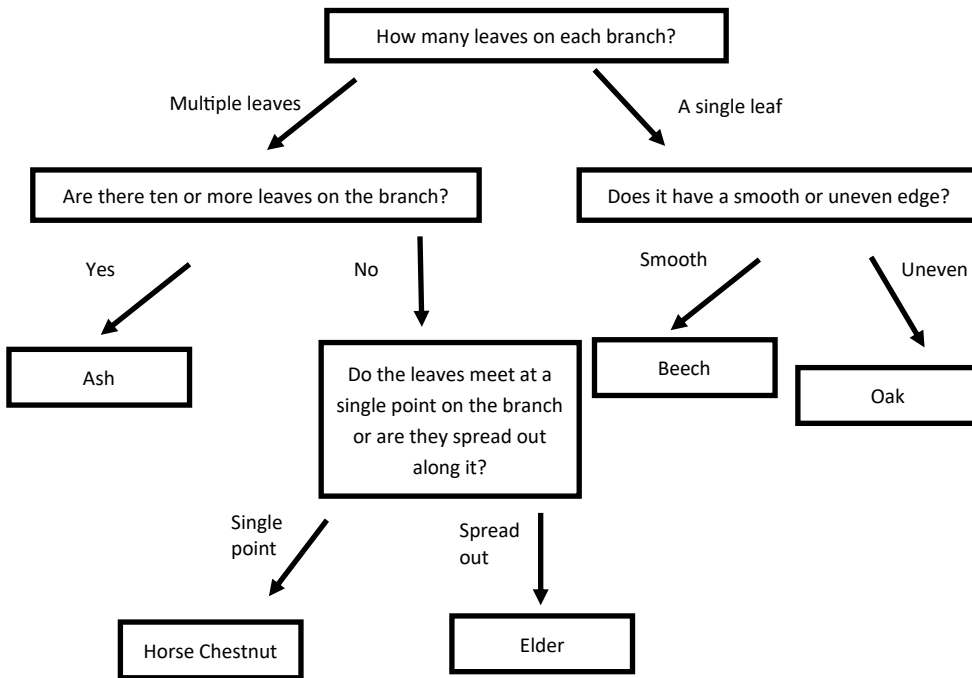 How many leaves on each branch?
Multiple leaves
A single leaf
Are there ten or more leaves on the branch?
Does it have a smooth or uneven edge?
Yes
No
Smooth
Uneven
Ash
Do the leaves meet at a
single point on the branch
or are they spread out
along it?
Beech
Oak
Single
point
Spread
out
Horse Chestnut
Elder